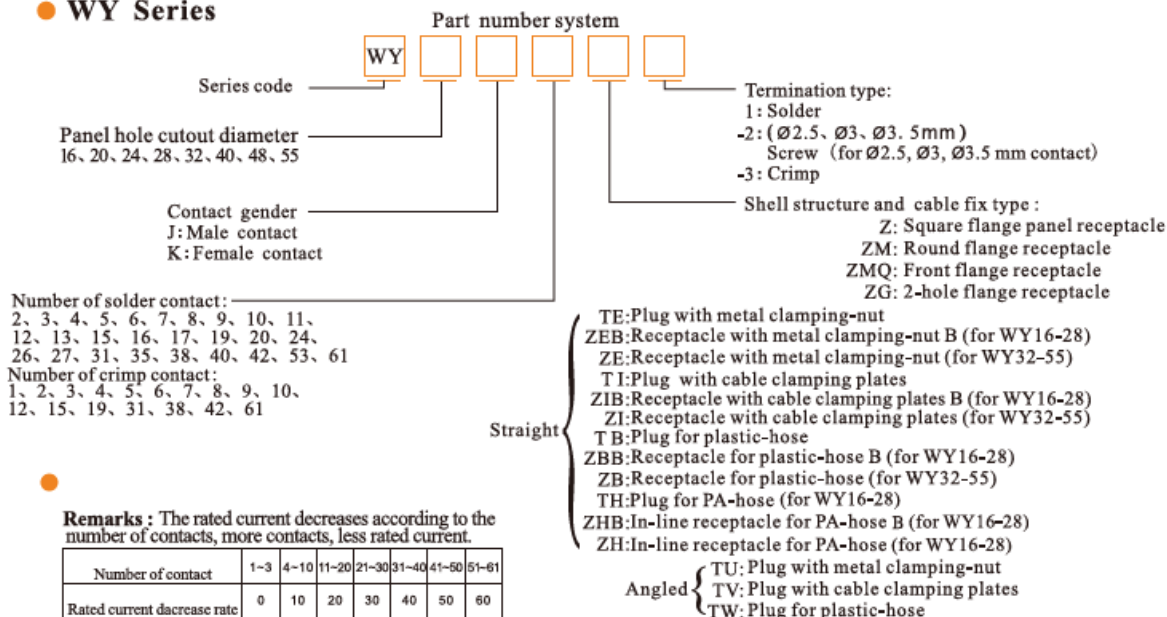 WY Series
Part number system
WY
Series code
Panel hole cutout diameter
16、20、24、28、32、40、48、55
Contact gender
J:Male contact
K:Female contact
Number of solder contact:
2、3、4、5、6、7、8、9、10、11、
12、13、15、16、17、19、20、24、
26、27、31、35、38、40、42、53、61
Number of crimp contact:
1、2、3、4、5、6、7、8、9、10、
12、15、19、31、38、42、61
Termination type:
1:Solder
-2:(Ø2.5、Ø3、Ø3. 5mm)
Screw (for Ø2.5, Ø3, Ø3.5 mm contact)
-3:Crimp
Shell structure and cable fix type :
Z: Square flange panel receptacle
ZM: Round flange receptacle
ZMQ: Front flange receptacle
ZG: 2-hole flange receptacle
Straight
TE:Plug with metal clamping-nut
ZEB:Receptacle with metal clamping-nut B (for WY16-28)
ZE:Receptacle with metal clamping-nut (for WY32-55)
TI:Plug with cable clamping plates
ZIB:Receptacle with cable clamping plates B (for WY16-28)
ZI:Receptacle with cable clamping plates (for WY32-55)
TB:Plug for plastic-hose
ZBB:Receptacle for plastic-hose B (for WY16-28)
ZB:Receptacle for plastic-hose (for WY32-55)
TH:Plug for PA-hose (for WY16-28)
ZHB:In-line receptacle for PA-hose B (for WY16-28)
ZH:In-line receptacle for PA-hose (for WY16-28)
Angled
TU: Plug with metal clamping-nut
TV: Plug with cable clamping plates
TW: Plug for plastic-hose
Remarks : The rated current decreases according to the
number of contacts, more contacts, less rated current.
Number of contact 1~3 4~10 11~20 21~30 31~40 41~50 51~61
Rated current dacrease rate 0 10 20 30 40 50 60